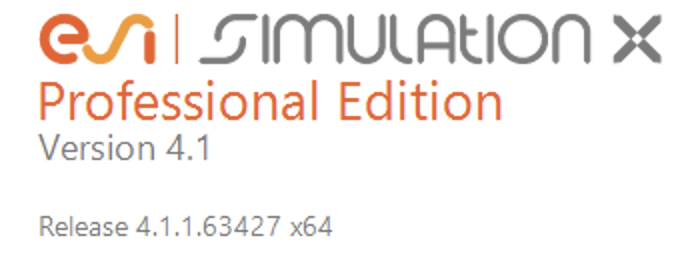 esi | SIMULATION X
Professional Edition
Version 4.1
Release 4.1.1.63427 x64